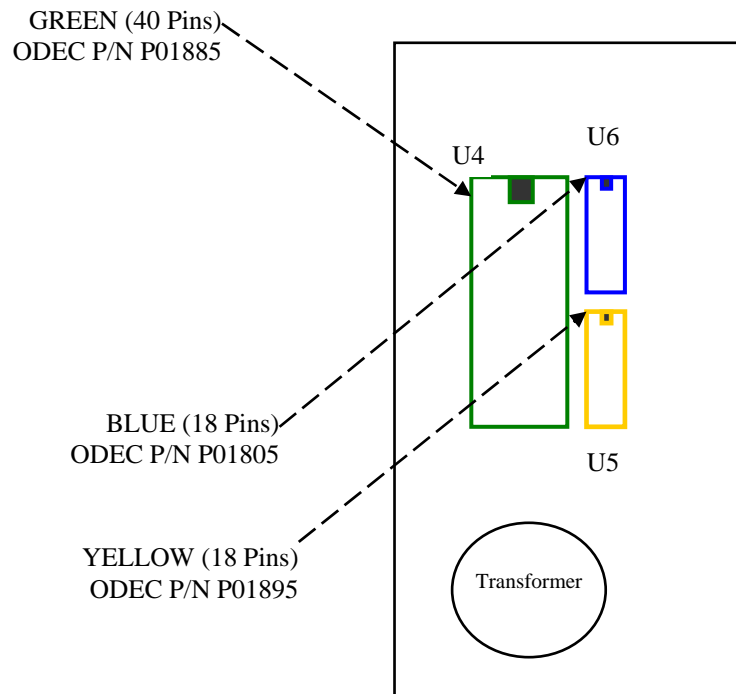 GREEN (40 Pins)
ODEC P/N P01885
U6
U4
BLUE (18 Pins)
ODEC P/N P01805
U5
YELLOW (18 Pins)
ODEC P/N P01895
Transformer